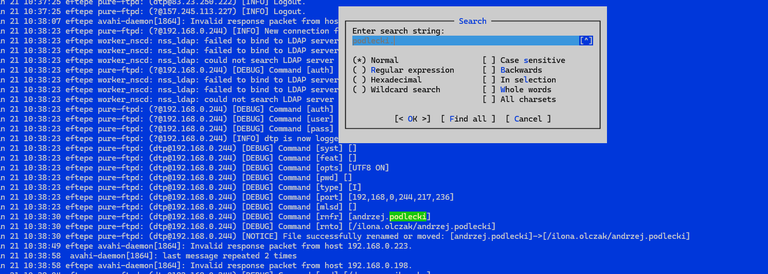 n 21 10:37:25 eftepe pure-ftpd: (dtp@83.23.250.222) [INFO] Logout.
n 21 10:37:25 eftepe pure-ftpd: (?@157.245.113.227) [INFO] Logout.
n 21 10:38:07 eftepe avahi-daemon[1864]: Invalid response packet from host
n 21 10:38:23 eftepe pure-ftpd: (?@192.168.0.244) [INFO] New connection f
n 21 10:38:23 eftepe worker_nscd: nss_ldap: failed to bind to LDAP server
n 21 10:38:23 eftepe worker_nscd: nss_ldap: failed to bind to LDAP server
n 21 10:38:23 eftepe worker_nscd: nss_ldap: could not search LDAP server
n 21 10:38:23 eftepe pure-ftpd: (?@192.168.0.244) [DEBUG] Command [auth]
n 21 10:38:23 eftepe worker_nscd: nss_ldap: failed to bind to LDAP server
n 21 10:38:23 eftepe worker_nscd: nss_ldap: failed to bind to LDAP server
n 21 10:38:23 eftepe worker_nscd: nss_ldap: could not search LDAP server
n 21 10:38:23 eftepe pure-ftpd: (?@192.168.0.244) [DEBUG] Command [auth]
n 21 10:38:23 eftepe pure-ftpd: (?@192.168.0.244) [DEBUG] Command [user]
n 21 10:38:23 eftepe pure-ftpd: (?@192.168.0.244) [DEBUG] Command [pass]
n 21 10:38:23 eftepe pure-ftpd: (?@192.168.0.244) [INFO] dtp is now logge
n 21 10:38:23 eftepe pure-ftpd: (dtp@192.168.0.244) [DEBUG] Command [syst] []
n 21 10:38:23 eftepe pure-ftpd: (dtp@192.168.0.244) [DEBUG] Command [feat] []
n 21 10:38:23 eftepe pure-ftpd: (dtp@192.168.0.244) [DEBUG] Command [opts] [UTF8 ON]
n 21 10:38:23 eftepe pure-ftpd: (dtp@192.168.0.244) [DEBUG] Command [pwd] []
n 21 10:38:23 eftepe pure-ftpd: (dtp@192.168.0.244) [DEBUG] Command [type] [I]
n 21 10:38:23 eftepe pure-ftpd: (dtp@192.168.0.244) [DEBUG] Command [port] [192,168,0,244,217,236]
n 21 10:38:23 eftepe pure-ftpd: (dtp@192.168.0.244) [DEBUG] Command [mlsd] []
n 21 10:38:30 eftepe pure-ftpd: (dtp@192.168.0.244) [DEBUG] Command [rnfr] [andrzej.podlecki]
n 21 10:38:30 eftepe pure-ftpd: (dtp@192.168.0.244) [DEBUG] Command [rnto] [/ilona.olczak/andrzej.podlecki]
n 21 10:38:30 eftepe pure-ftpd: (dtp@192.168.0.244) [NOTICE] File successfully renamed or moved: [andrzej.podlecki]->[/ilona.olczak/andrzej.podlecki]
n 21 10:38:49 eftepe avahi-daemon[1864]: Invalid response packet from host 192.168.0.223.
n 21 10:38:58  eftepe avahi-daemon[1864]: last message repeated 2 times
n 21 10:38:58 eftepe avahi-daemon[1864]: Invalid response packet from host 192.168.0.198.
Search
Enter search string:
podlecki
[^]
(*) Normal
( ) Regular expression
( ) Hexadecimal
( ) Wildcard search
[ ] Case sensitive
[ ] Backwards
[ ] In selection
[ ] Whole words
[ ] All charsets
[< OK >] [ Find all ] [ Cancel ]